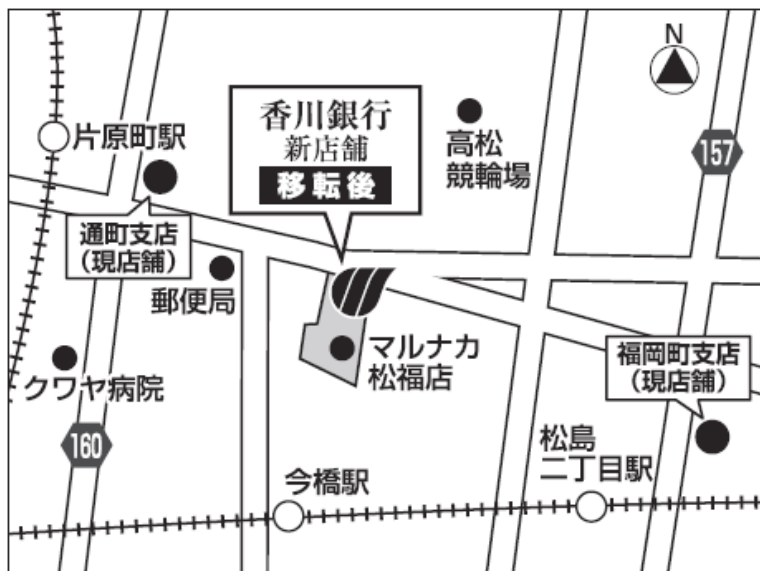 N
片原町駅
香川銀行
新店舗
移転後
高松
競輪場
157
通町支店
(現店舗)
郵便局
マルナカ
松福店
福岡町支店
(現店舗)
クワヤ病院
160
今橋駅
松島
二丁目駅